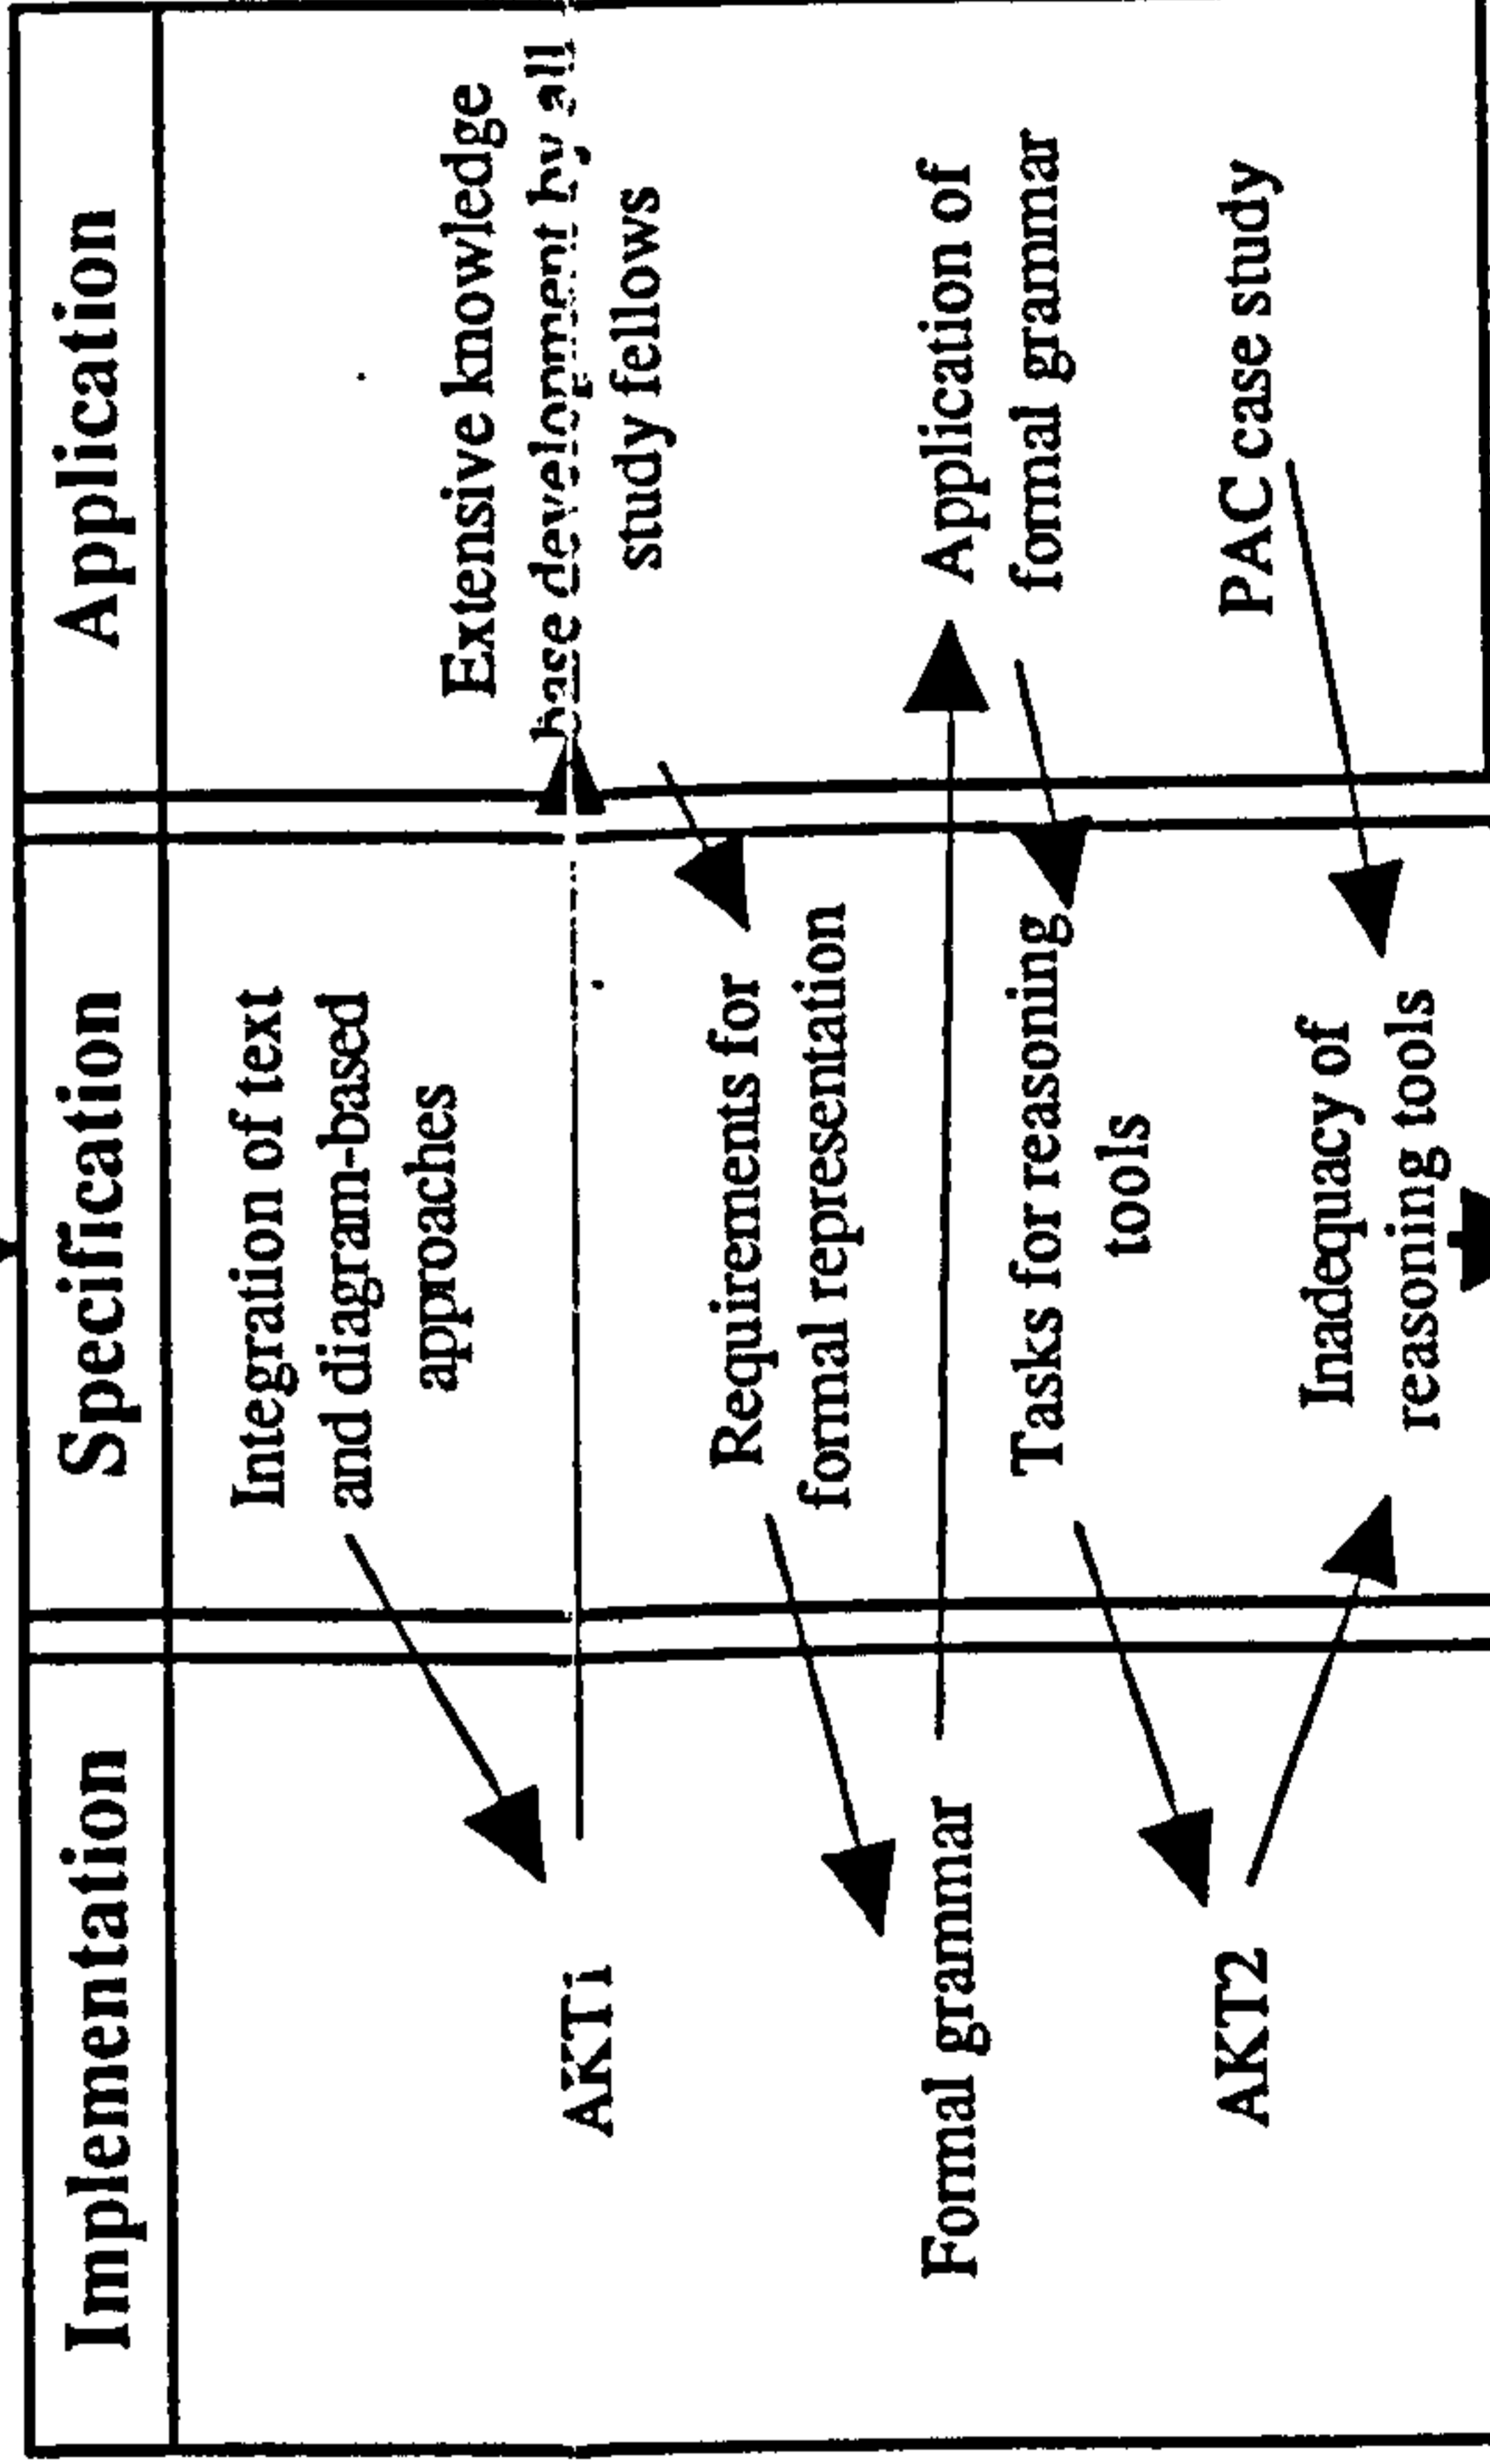 Implementation
Specification
Application
Integration of text
and diagram-based
approaches
Extensive knowledge
base development by all
study fellows
AKT1
Requirements for
formal representation
Formal grammar
Application of
formal grammar
Tasks for reasoning
tools
AKT2
PAC case study
Inadequacy of
reasoning tools